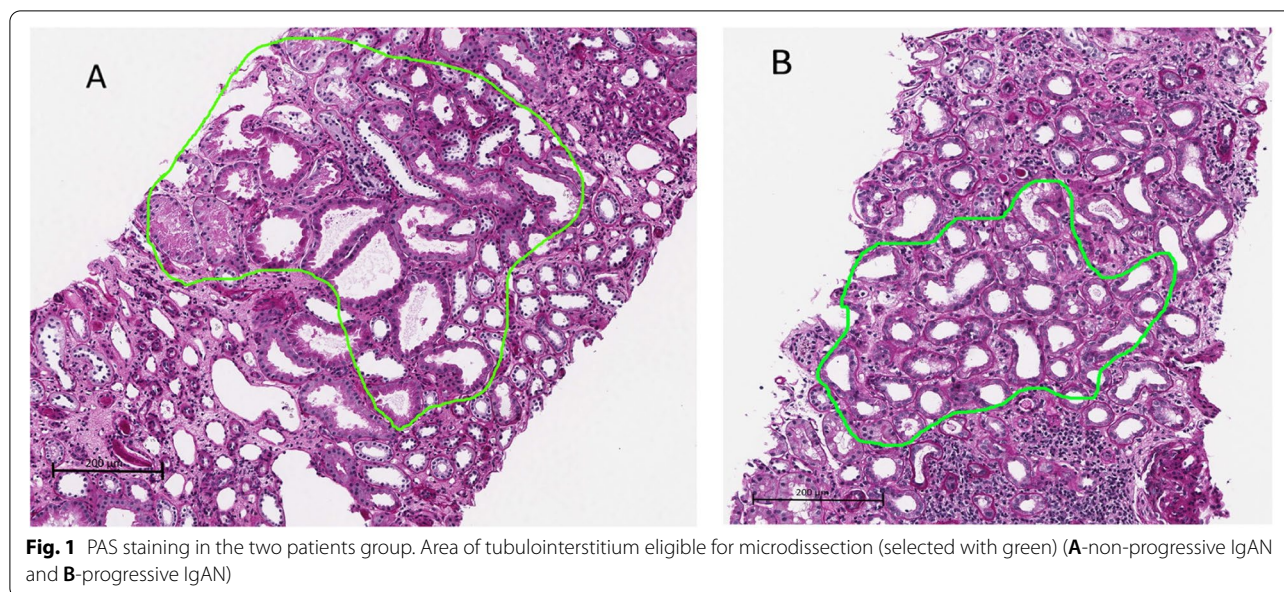 A
B
200 µm
200 µm
Fig. 1 PAS staining in the two patients group. Area of tubulointerstitium eligible for microdissection (selected with green) (A-non-progressive IgAN
and B-progressive IgAN)